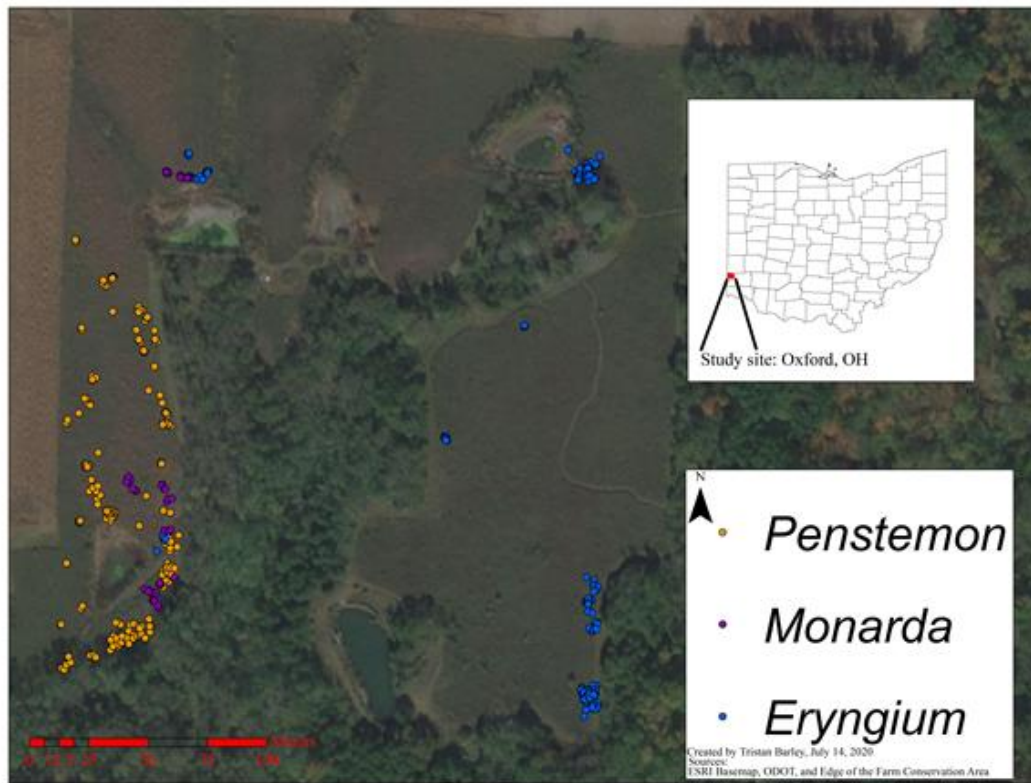 Study site: Oxford, OH
N
Penstemon
Monarda
Eryngium
Created by Tristan Barley, July 14, 2020
Sources:
ESRI Basemap, ODOT, and Edge of the Farm Conservation Area